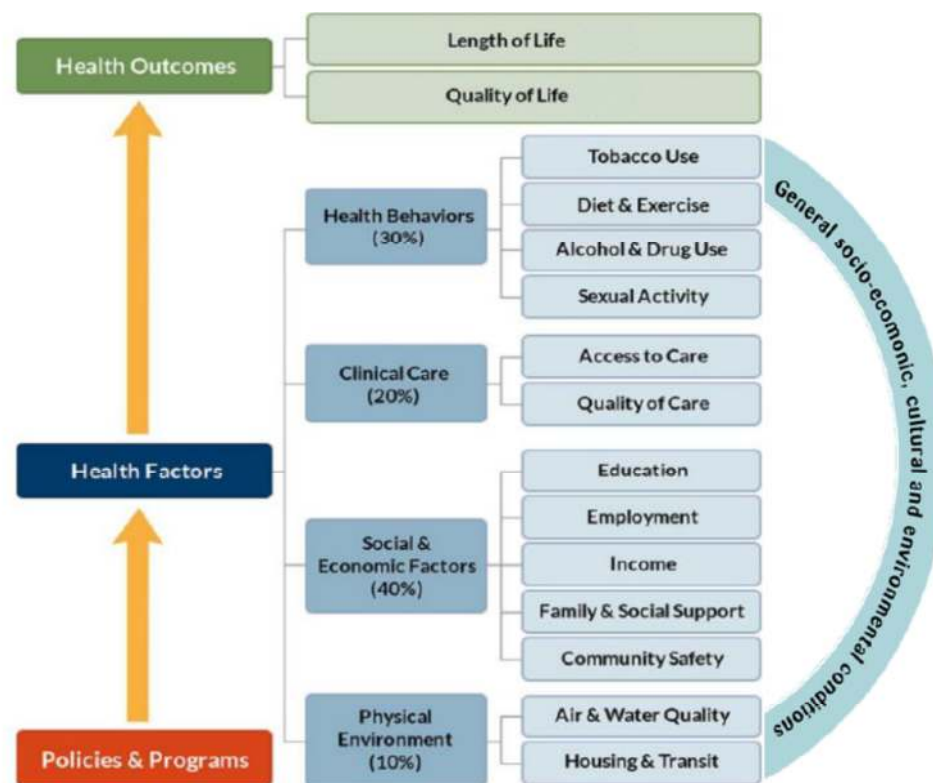 Health Outcomes
Length of Life
Quality of Life
Health Factors
Health Behaviors
(30%)
Tobacco Use
Diet & Exercise
Alcohol & Drug Use
Sexual Activity
Clinical Care
(20%)
Access to Care
Quality of Care
Social &
Economic Factors
(40%)
Education
Employment
Income
Family & Social Support
Community Safety
Physical
Environment
(10%)
Air & Water Quality
Housing & Transit
Policies & Programs
General socio-ecomonic, cultural and environmental conditions